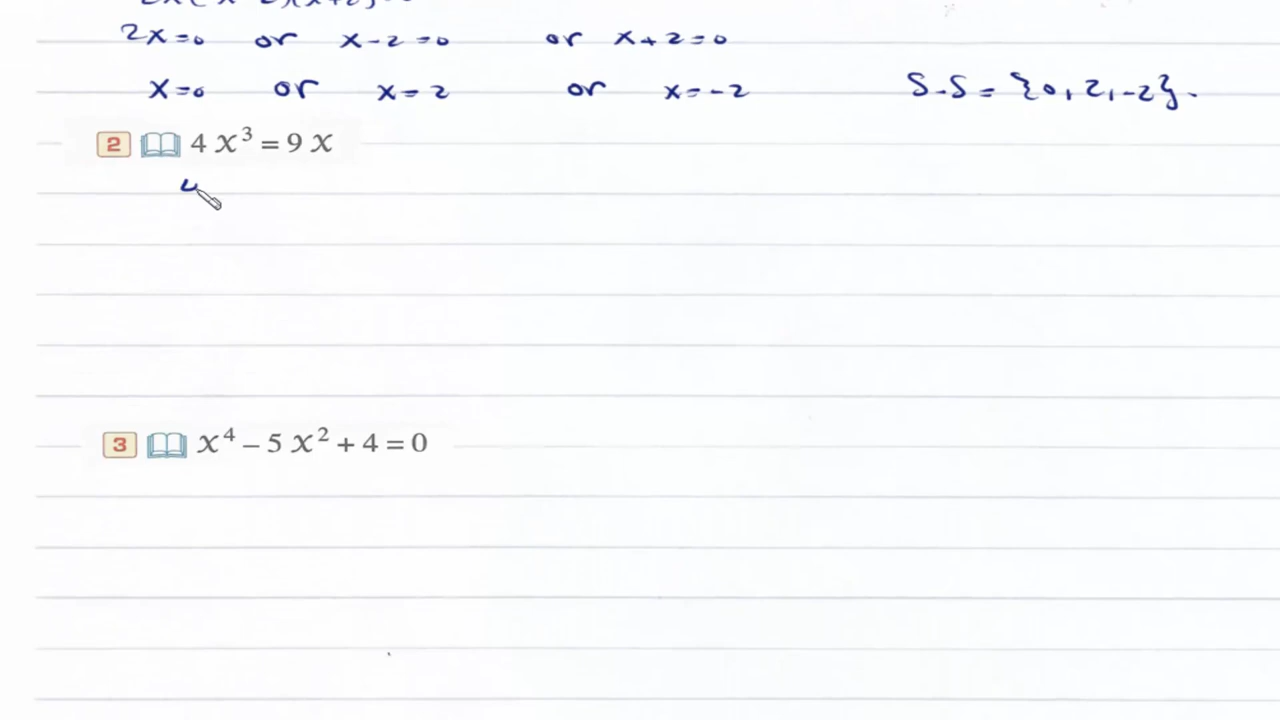 2x=0 or x-2=0 or x+2=0
x=0 or x=2 or x=-2 S.S={0,2,-2}.
2 4x³=9x
4
3 x⁴-5x²+4=0